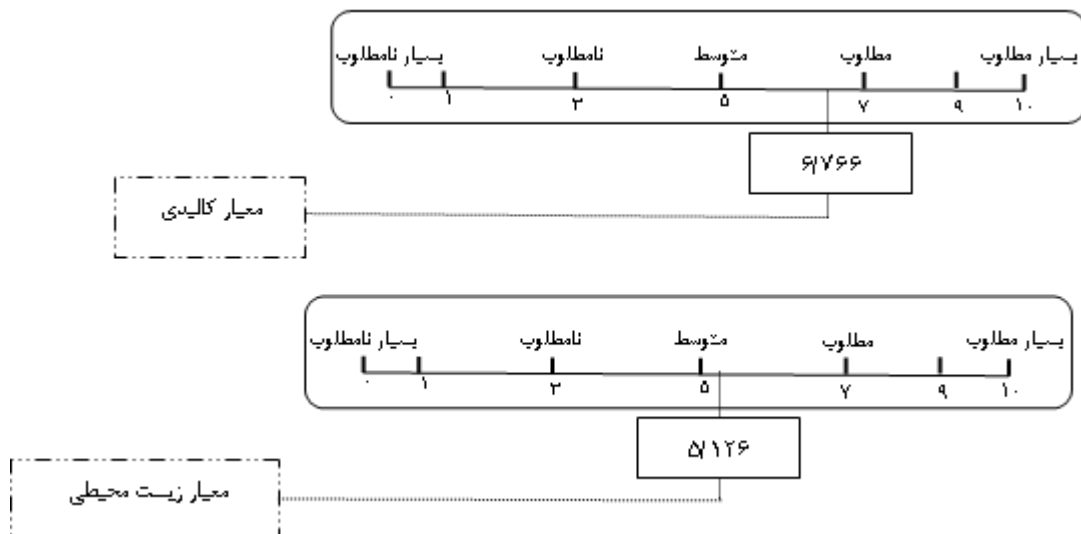 بسیار مطلوب مطلوب متوسط نامطلوب بسیار نامطلوب
۰ ۱ ۳ ۵ ۷ ۹ ۱۰
۶/۷۶۶
معیار کالبدی
بسیار مطلوب مطلوب متوسط نامطلوب بسیار نامطلوب
۰ ۱ ۳ ۵ ۷ ۹ ۱۰
۵/۱۲۶
معیار زیست محیطی